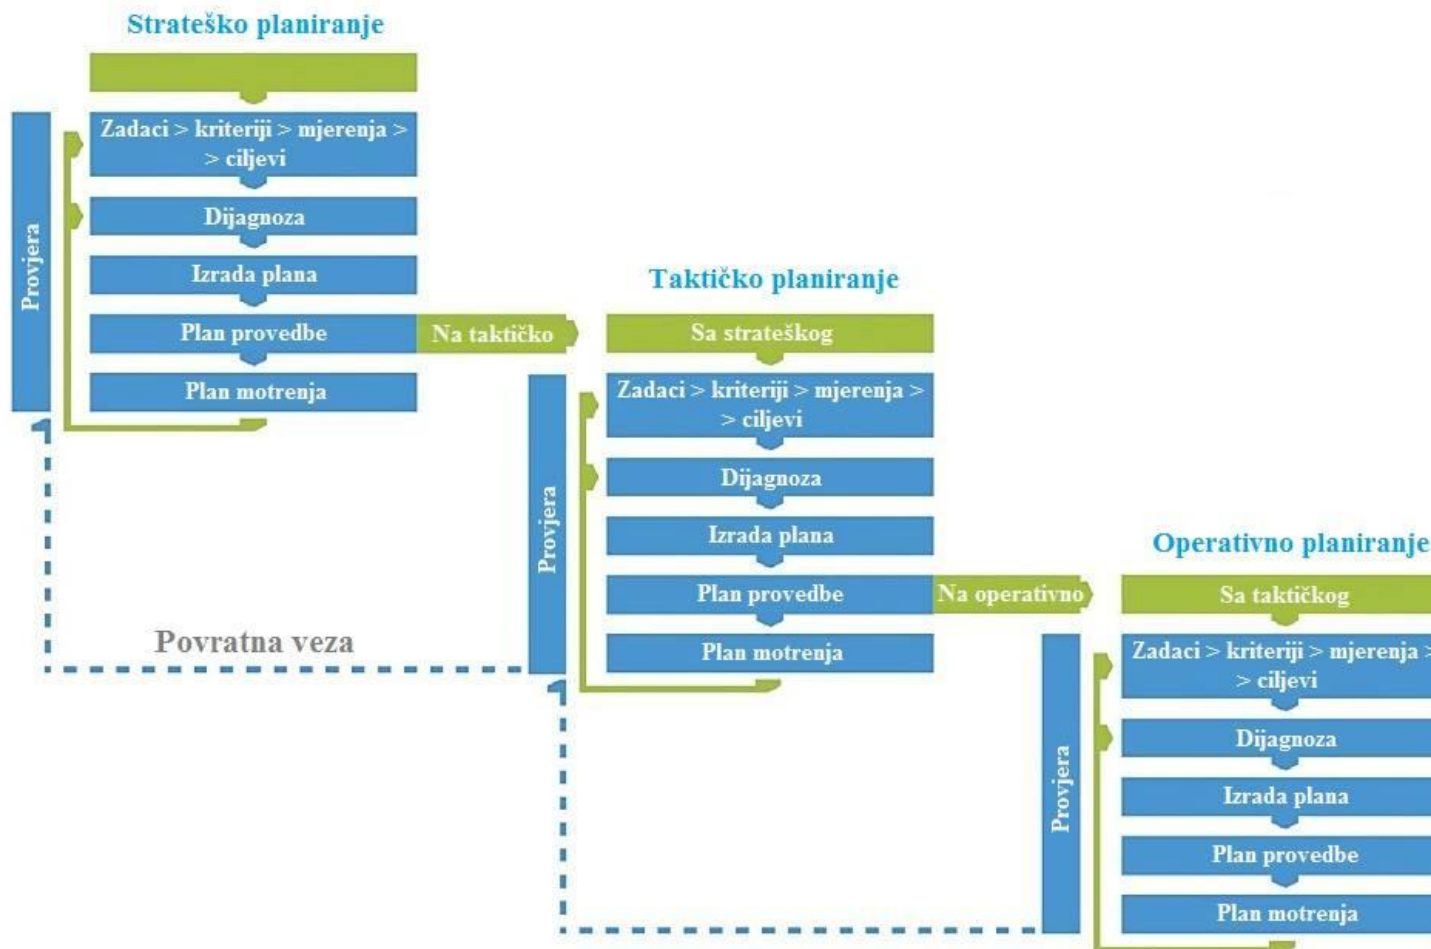 Strateško planiranje
Provjera
Zadaci > kriteriji > mjerenja >
> ciljevi
Dijagnoza
Izrada plana
Plan provedbe
Na taktičko
Plan motrenja
Taktičko planiranje
Sa strateškog
Provjera
Zadaci > kriteriji > mjerenja >
> ciljevi
Dijagnoza
Izrada plana
Plan provedbe
Na operativno
Plan motrenja
Povratna veza
Operativno planiranje
Sa taktičkog
Provjera
Zadaci > kriteriji > mjerenja >
> ciljevi
Dijagnoza
Izrada plana
Plan provedbe
Plan motrenja